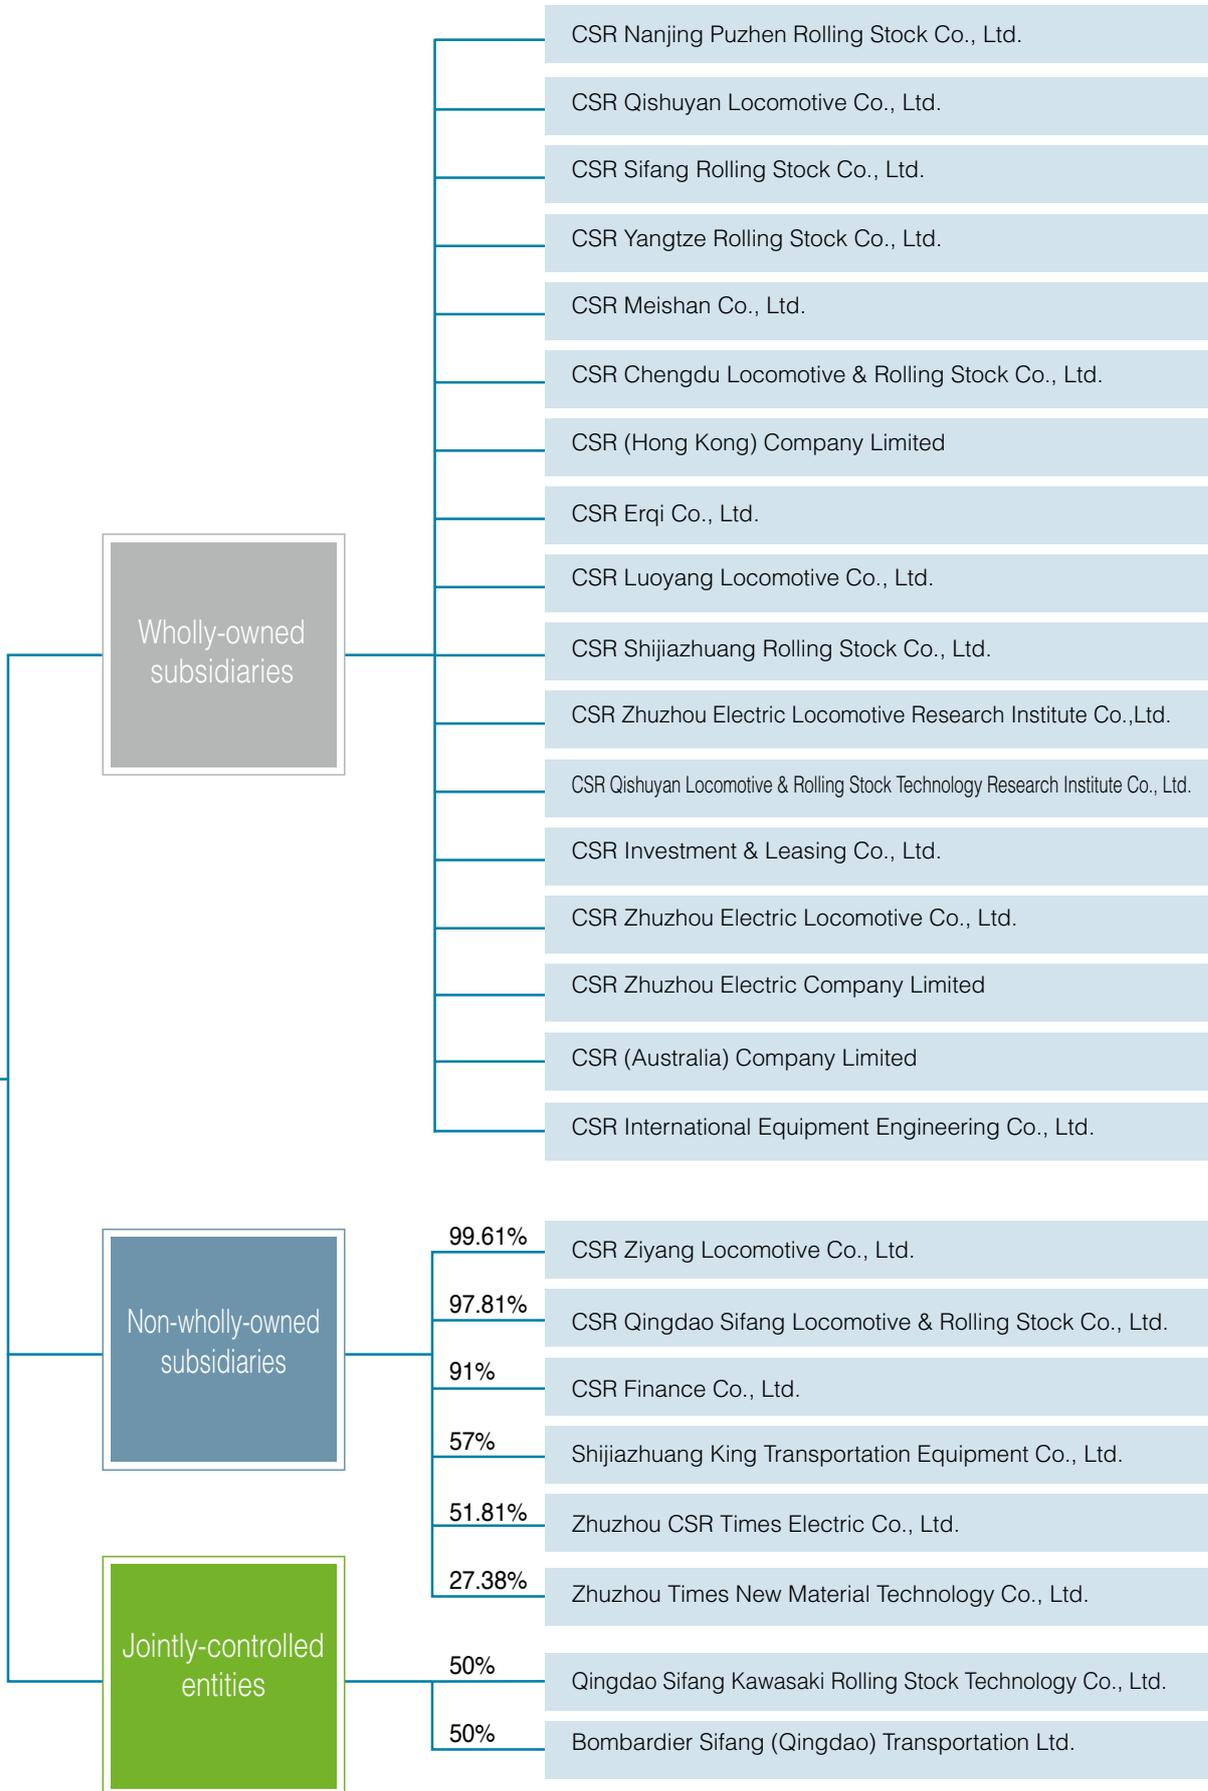 CSR Nanjing Puzhen Rolling Stock Co., Ltd.
CSR Qishuyan Locomotive Co., Ltd.
CSR Sifang Rolling Stock Co., Ltd.
CSR Yangtze Rolling Stock Co., Ltd.
CSR Meishan Co., Ltd.
CSR Chengdu Locomotive & Rolling Stock Co., Ltd.
CSR (Hong Kong) Company Limited
CSR Erqi Co., Ltd.
CSR Luoyang Locomotive Co., Ltd.
Wholly-owned
subsidiaries
CSR Shijiazhuang Rolling Stock Co., Ltd.
CSR Zhuzhou Electric Locomotive Research Institute Co.,Ltd.
CSR Qishuyan Locomotive & Rolling Stock Technology Research Institute Co., Ltd.
CSR Investment & Leasing Co., Ltd.
CSR Zhuzhou Electric Locomotive Co., Ltd.
CSR Zhuzhou Electric Company Limited
CSR (Australia) Company Limited
CSR International Equipment Engineering Co., Ltd.
Non-wholly-owned
subsidiaries
99.61% CSR Ziyang Locomotive Co., Ltd.
97.81% CSR Qingdao Sifang Locomotive & Rolling Stock Co., Ltd.
91% CSR Finance Co., Ltd.
57% Shijiazhuang King Transportation Equipment Co., Ltd.
51.81% Zhuzhou CSR Times Electric Co., Ltd.
27.38% Zhuzhou Times New Material Technology Co., Ltd.
Jointly-controlled
entities
50% Qingdao Sifang Kawasaki Rolling Stock Technology Co., Ltd.
50% Bombardier Sifang (Qingdao) Transportation Ltd.